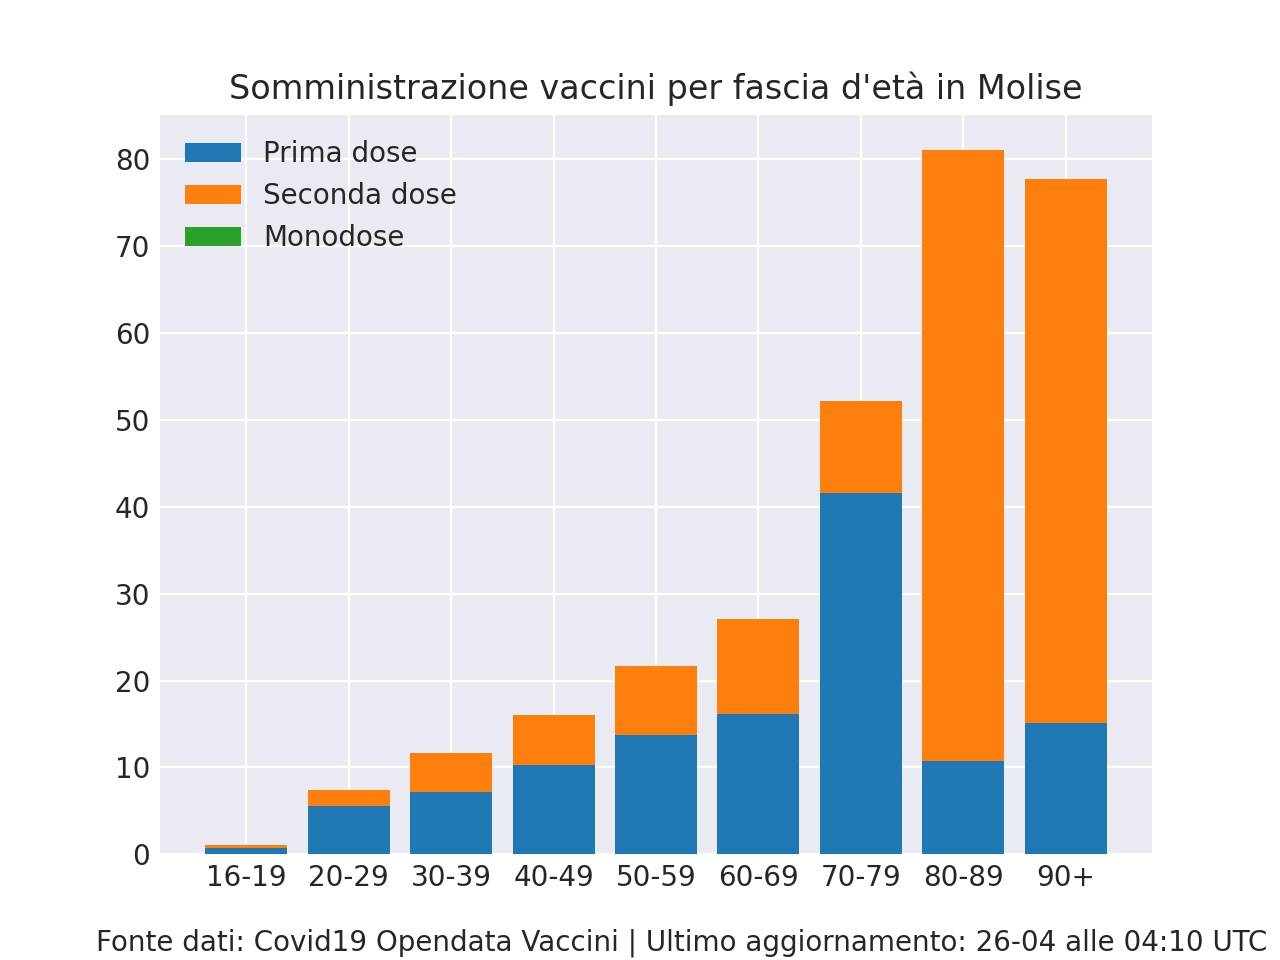 Somministrazione vaccini per fascia d'età in Molise
Prima dose
Seconda dose
Monodose
80
70
60
50
40
30
20
10
0
16-19 20-29 30-39 40-49 50-59 60-69 70-79 80-89 90+
Fonte dati: Covid19 Opendata Vaccini | Ultimo aggiornamento: 26-04 alle 04:10 UTC